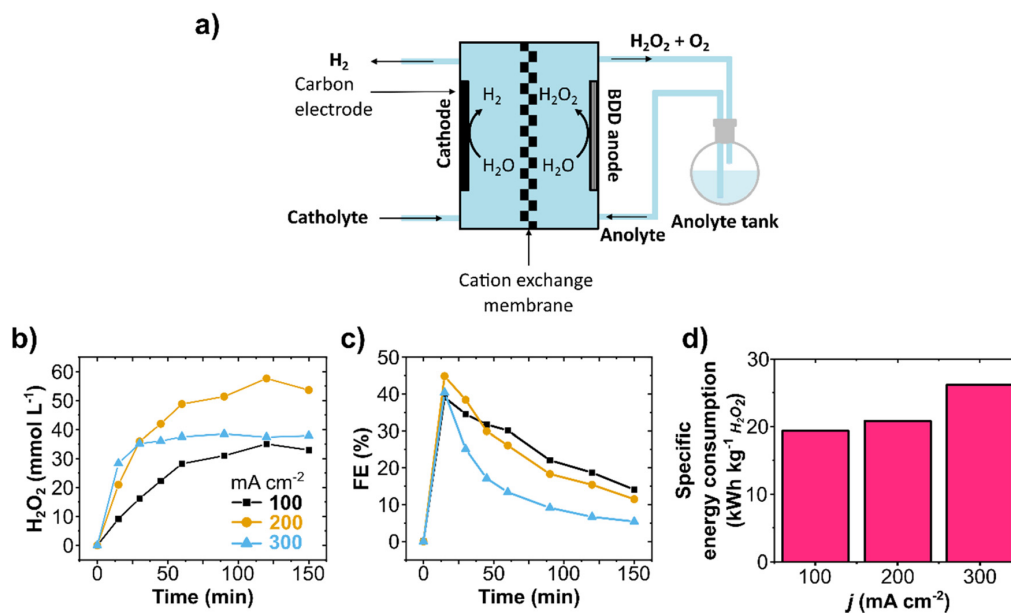 a)
H₂
Carbon
electrode
Cathode
H₂
H₂O
H₂O₂
H₂O
BDD anode
H₂O₂ + O₂
Catholyte
Anolyte
Anolyte tank
Cation exchange
membrane
b)
H₂O₂ (mmol L⁻¹)
60
50
40
30
20
10
0
mA cm⁻²
100
200
300
0
50
100
150
Time (min)
c)
FE (%)
50
40
30
20
10
0
0
50
100
150
Time (min)
d)
Specific
energy consumption
(kWh kg⁻¹ H₂O₂)
30
20
10
0
100
200
300
j (mA cm⁻²)